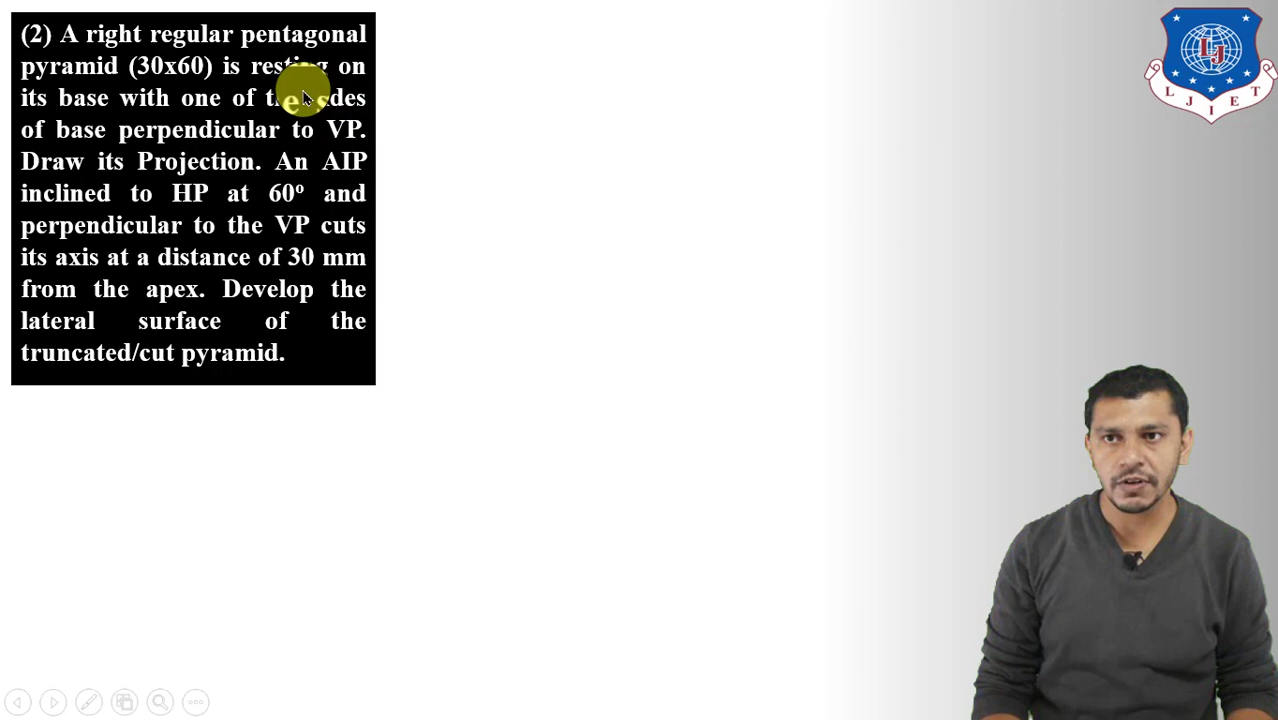 (2) A right regular pentagonal
pyramid (30x60) is resting on
its base with one of the sides
of base perpendicular to VP.
Draw its Projection. An AIP
inclined to HP at 60º and
perpendicular to the VP cuts
its axis at a distance of 30 mm
from the apex. Develop the
lateral surface of the
truncated/cut pyramid.
LJ
L J I E T